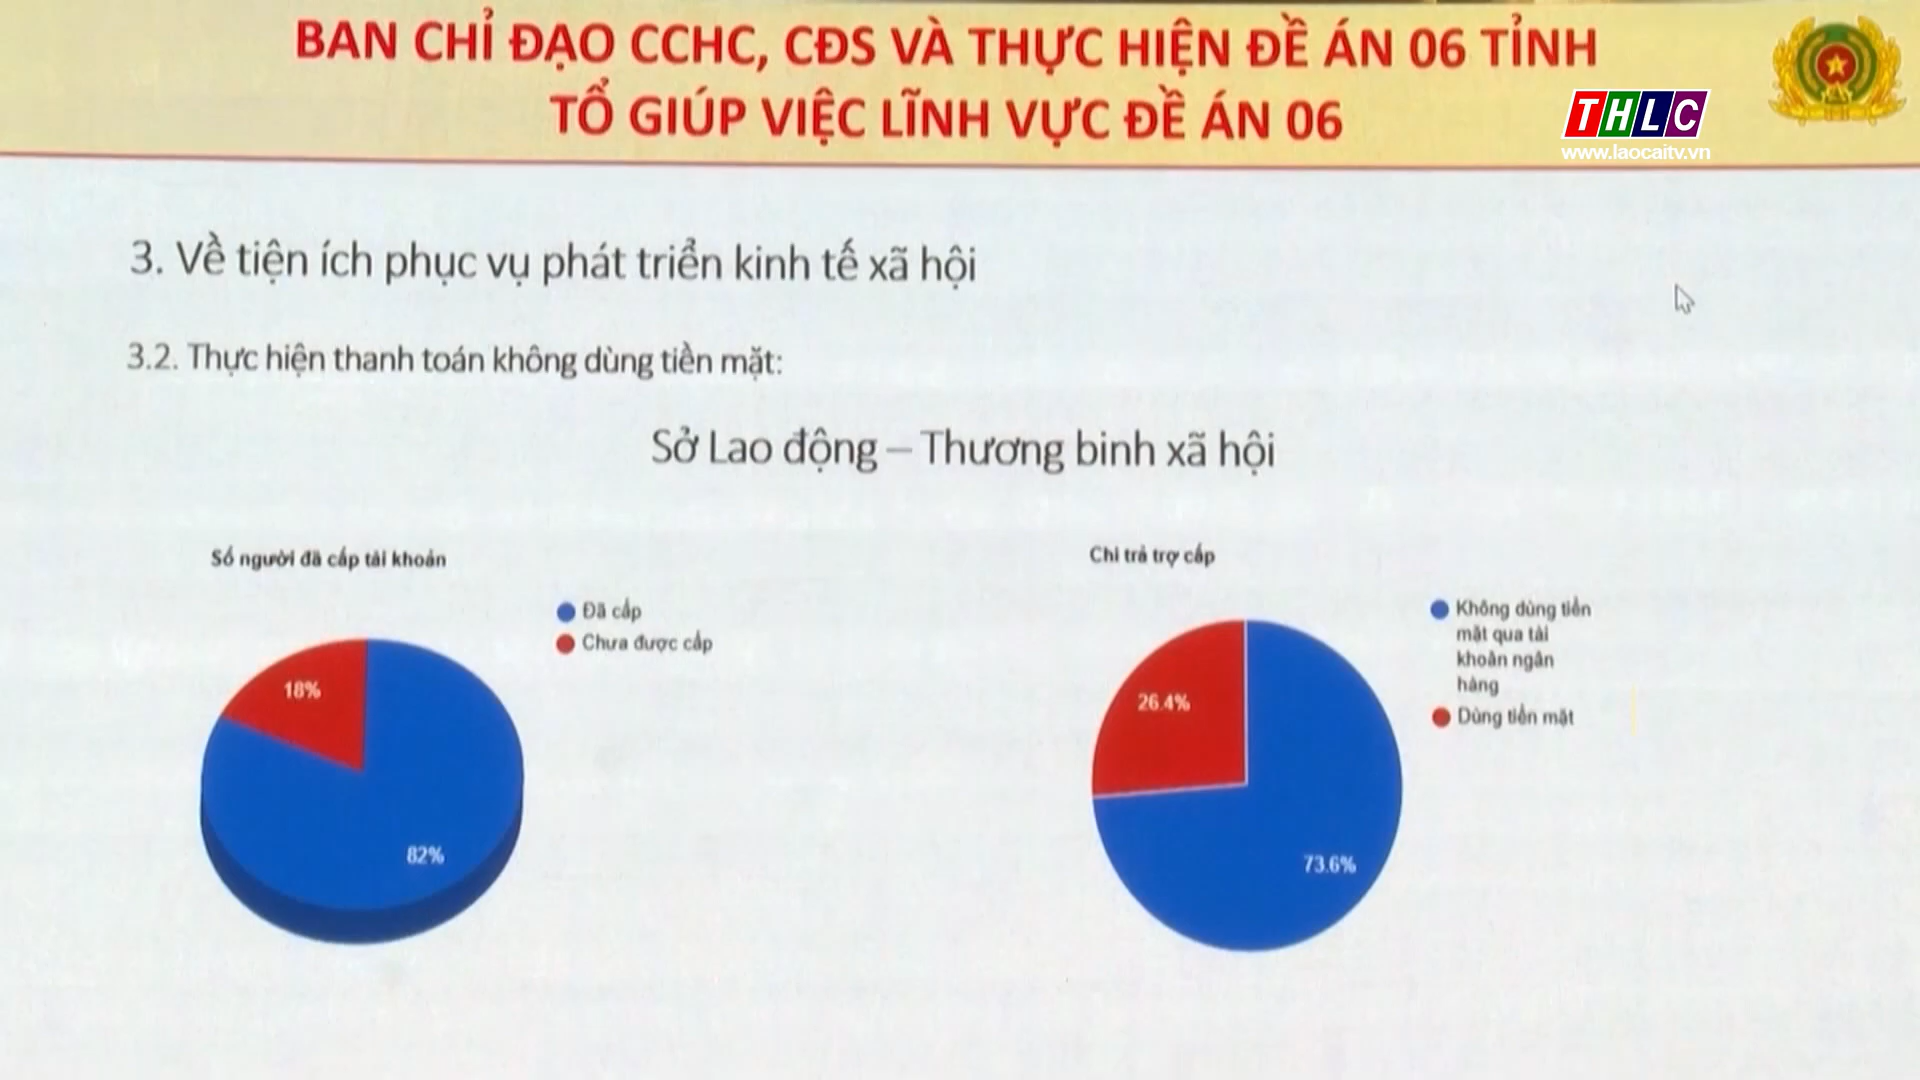 BAN CHỈ ĐẠO CCHC, CĐS VÀ THỰC HIỆN ĐỀ ÁN 06 TỈNH
TỔ GIÚP VIỆC LĨNH VỰC ĐỀ ÁN 06
THLC
www.laocaitv.vn
3. Về tiện ích phục vụ phát triển kinh tế xã hội
3.2. Thực hiện thanh toán không dùng tiền mặt:
Sở Lao động – Thương binh xã hội
Số người đã cấp tài khoản
Đã cấp
Chưa được cấp
18%
82%
Chi trả trợ cấp
Không dùng tiền
mặt qua tài
khoản ngân
hàng
Dùng tiền mặt
26.4%
73.6%